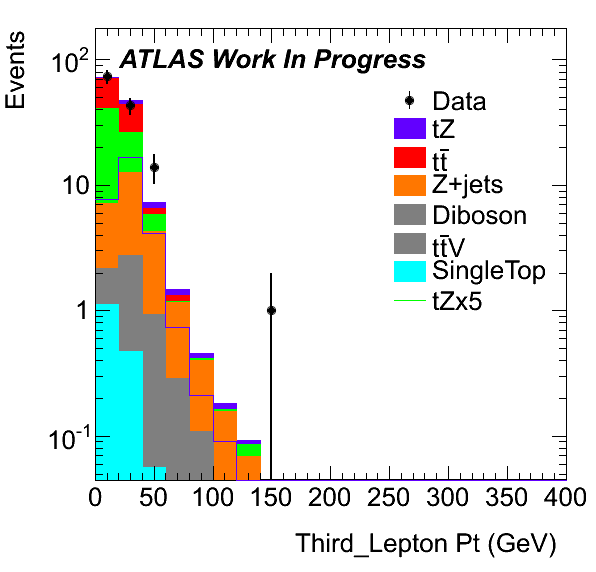 Events
ATLAS Work In Progress
Data
tZ
tt̄
Z+jets
Diboson
tt̄V
SingleTop
tZx5
10²
10
1
10⁻¹
0 50 100 150 200 250 300 350 400
Third_Lepton Pt (GeV)